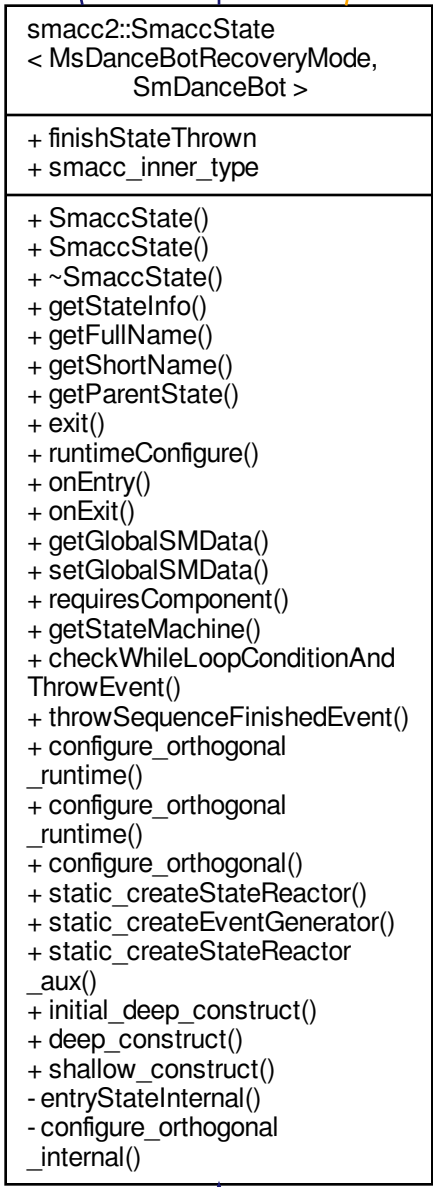 smacc2::SmaccState
< MsDanceBotRecoveryMode,
SmDanceBot >
+ finishStateThrown
+ smacc_inner_type
+ SmaccState()
+ SmaccState()
+ ~SmaccState()
+ getStateInfo()
+ getFullName()
+ getShortName()
+ getParentState()
+ exit()
+ runtimeConfigure()
+ onEntry()
+ onExit()
+ getGlobalSMData()
+ setGlobalSMData()
+ requiresComponent()
+ getStateMachine()
+ checkWhileLoopConditionAnd
ThrowEvent()
+ throwSequenceFinishedEvent()
+ configure_orthogonal
_runtime()
+ configure_orthogonal
_runtime()
+ configure_orthogonal()
+ static_createStateReactor()
+ static_createEventGenerator()
+ static_createStateReactor
_aux()
+ initial_deep_construct()
+ deep_construct()
+ shallow_construct()
- entryStateInternal()
- configure_orthogonal
_internal()